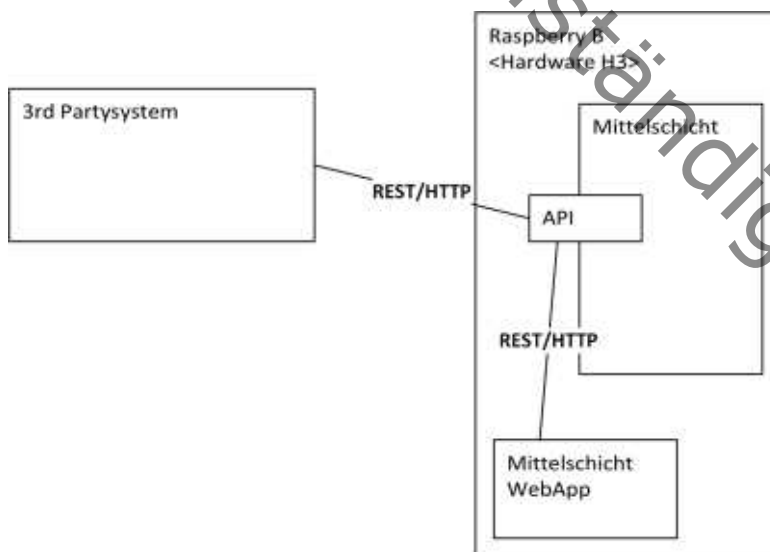 Raspberry B
<Hardware H3>
3rd Partysystem
Mittelschicht
REST/HTTP
API
REST/HTTP
Mittelschicht
WebApp